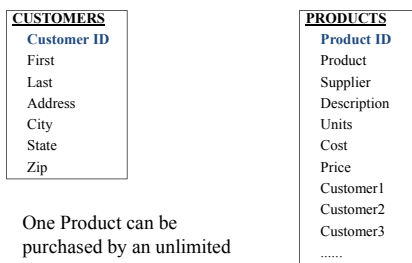 CUSTOMERS
Customer ID
First
Last
Address
City
State
Zip
One Product can be
purchased by an unlimited
PRODUCTS
Product ID
Product
Supplier
Description
Units
Cost
Price
Customer1
Customer2
Customer3
......